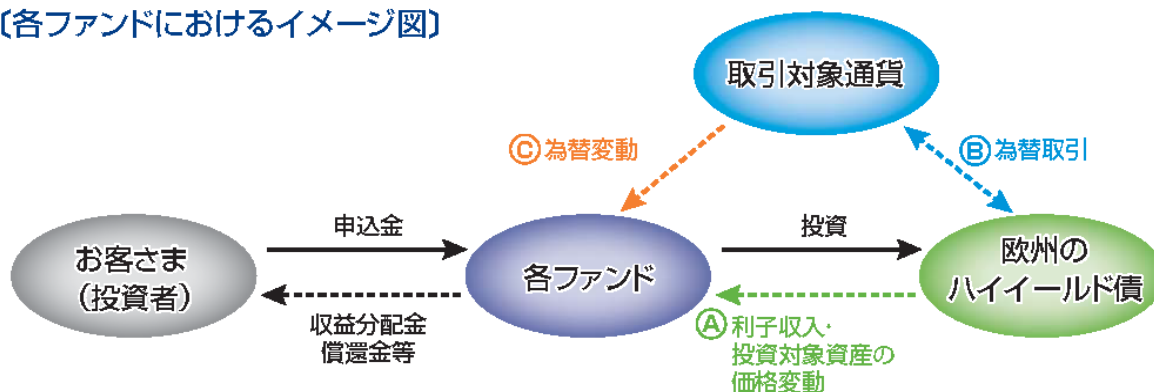 〔各ファンドにおけるイメージ図〕
取引対象通貨
Ⓒ為替変動
Ⓑ為替取引
申込金
投資
お客さま
（投資者）
各ファンド
欧州の
ハイイールド債
収益分配金
償還金等
Ⓐ利子収入・
投資対象資産の
価格変動